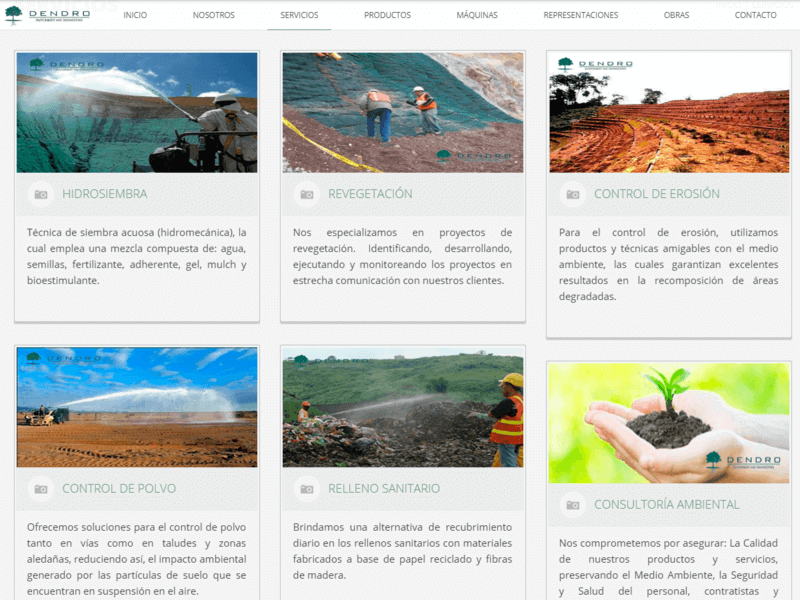 DENDRO
INICIO
NOSOTROS
SERVICIOS
PRODUCTOS
MÁQUINAS
REPRESENTACIONES
OBRAS
CONTACTO
DENDRO
DENDRO
DENDRO
HIDROSIEMBRA
Técnica de siembra acuosa (hidromecánica), la
cual emplea una mezcla compuesta de: agua,
semillas, fertilizante, adherente, gel, mulch y
bioestimulante.
REVEGETACIÓN
Nos especializamos en proyectos de
revegetación. Identificando, desarrollando,
ejecutando y monitoreando los proyectos en
estrecha comunicación con nuestros clientes.
CONTROL DE EROSIÓN
Para el control de erosión, utilizamos
productos y técnicas amigables con el medio
ambiente, las cuales garantizan excelentes
resultados en la recomposición de áreas
degradadas.
DENDRO
DENDRO
DENDRO
CONTROL DE POLVO
Ofrecemos soluciones para el control de polvo
tanto en vías como en taludes y zonas
aledañas, reduciendo así, el impacto ambiental
generado por las partículas de suelo que se
encuentran en suspensión en el aire.
RELLENO SANITARIO
Brindamos una alternativa de recubrimiento
diario en los rellenos sanitarios con materiales
fabricados a base de papel reciclado y fibras
de madera.
CONSULTORÍA AMBIENTAL
Nos comprometemos por asegurar: La Calidad
de nuestros productos y servicios,
preservando el Medio Ambiente, la Seguridad
y Salud del personal, contratistas y